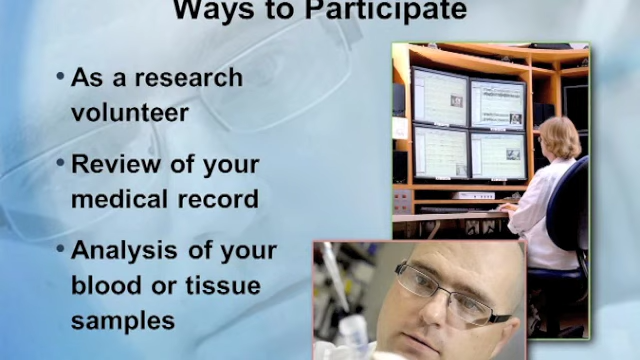 Ways to Participate
• As a research
volunteer
• Review of your
medical record
• Analysis of your
blood or tissue
samples